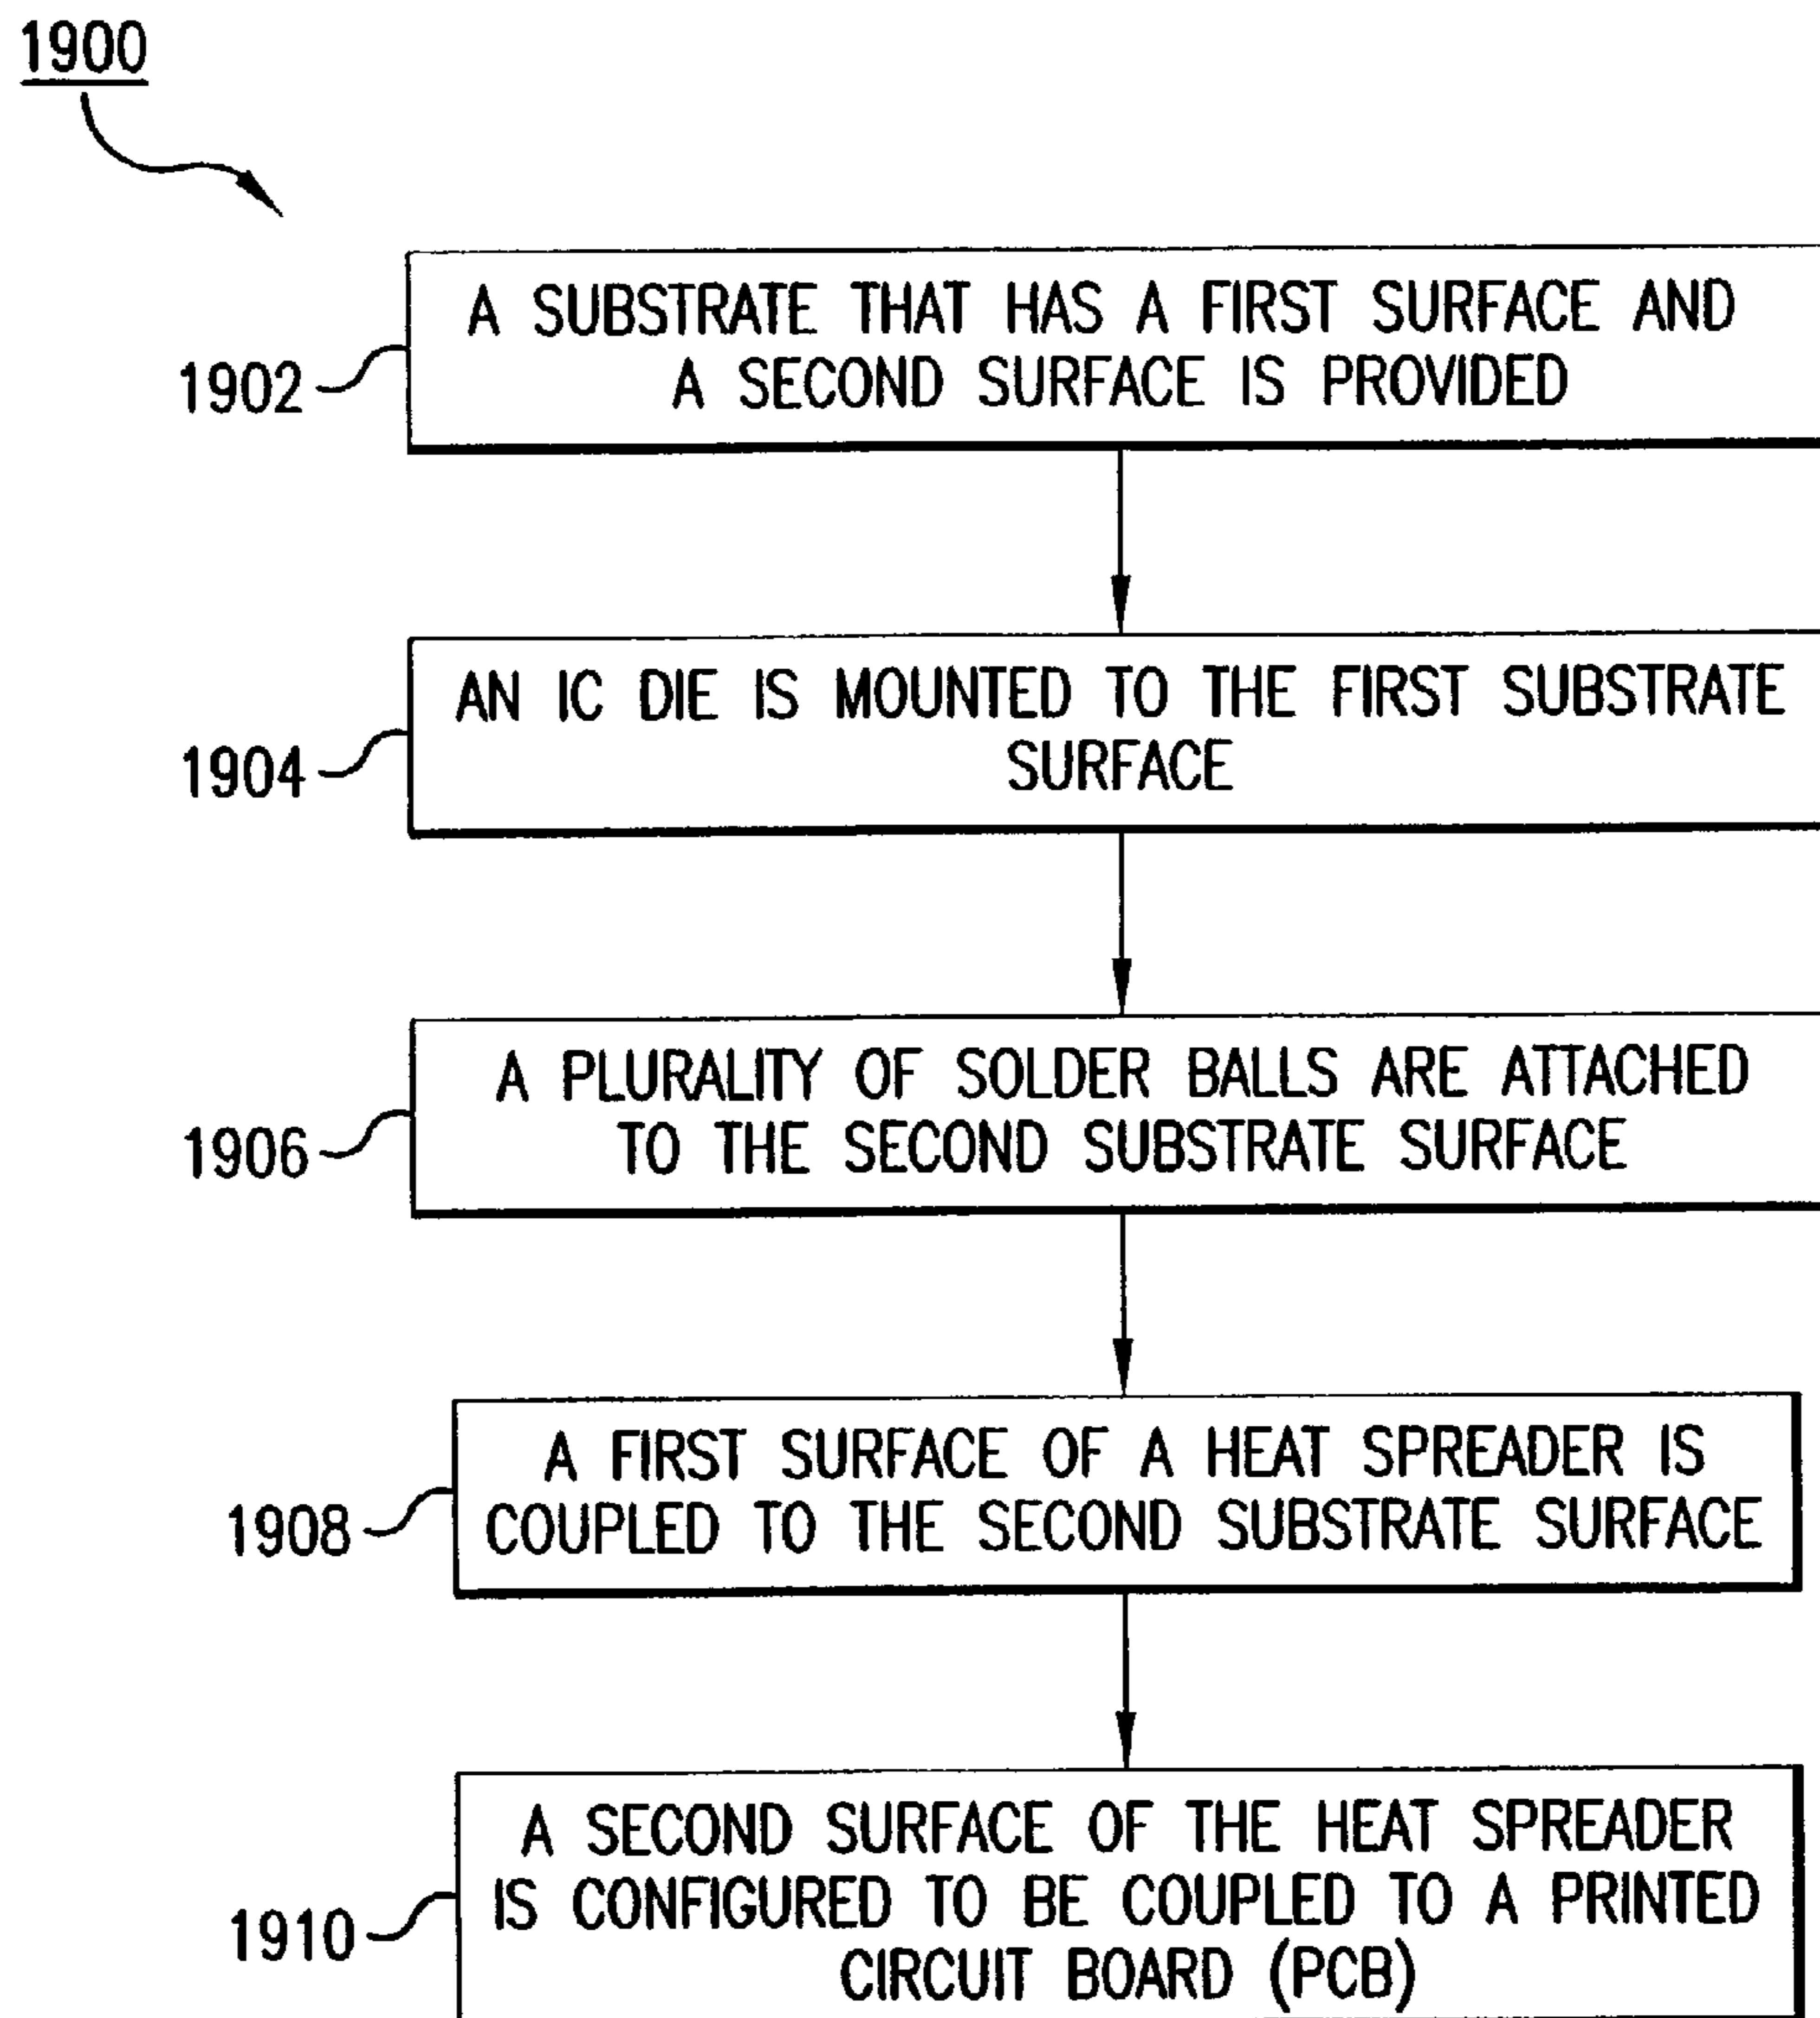 1900
A SUBSTRATE THAT HAS A FIRST SURFACE AND
A SECOND SURFACE IS PROVIDED
1902
AN IC DIE IS MOUNTED TO THE FIRST SUBSTRATE
SURFACE
1904
A PLURALITY OF SOLDER BALLS ARE ATTACHED
TO THE SECOND SUBSTRATE SURFACE
1906
A FIRST SURFACE OF A HEAT SPREADER IS
COUPLED TO THE SECOND SUBSTRATE SURFACE
1908
A SECOND SURFACE OF THE HEAT SPREADER
IS CONFIGURED TO BE COUPLED TO A PRINTED
CIRCUIT BOARD (PCB)
1910